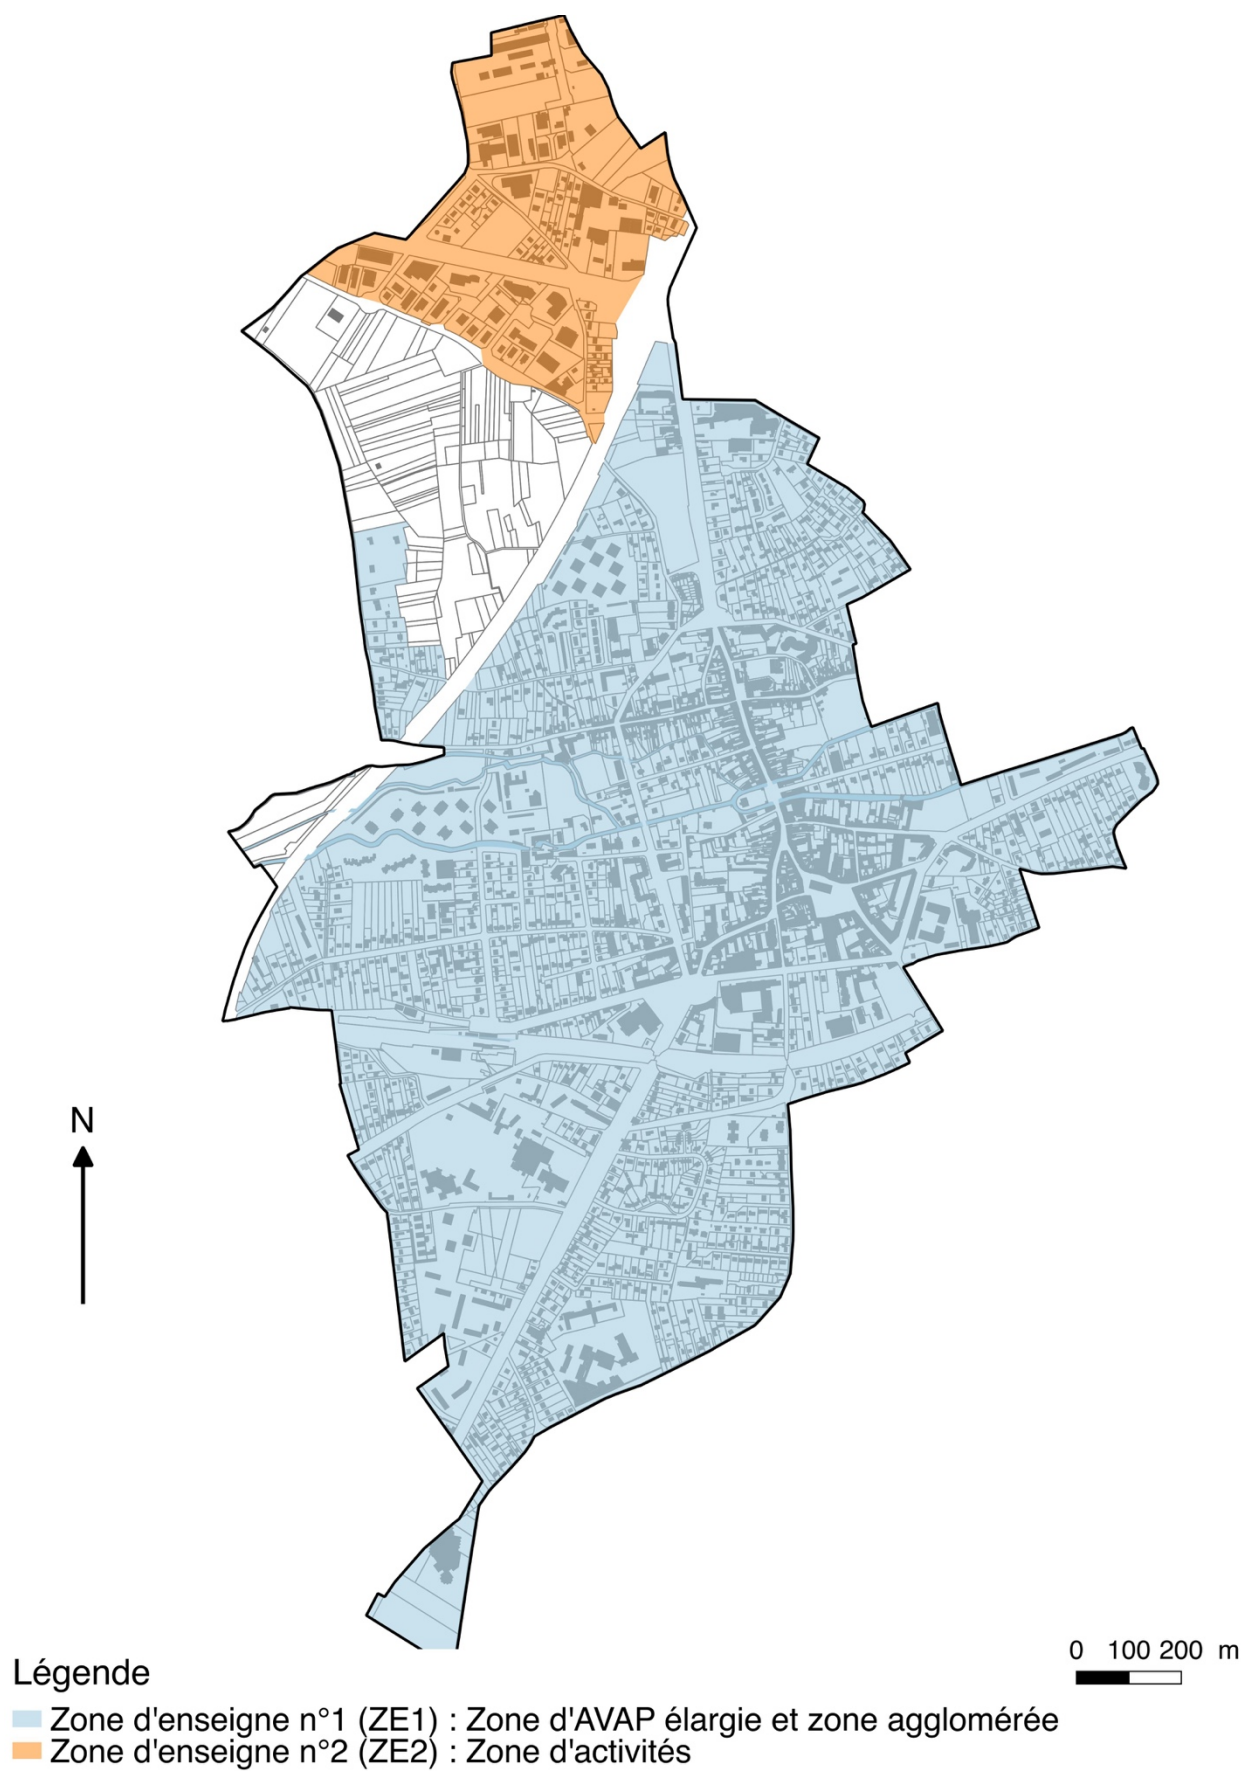 N
0 100 200 m
Légende
Zone d'enseigne n°1 (ZE1) : Zone d'AVAP élargie et zone agglomérée
Zone d'enseigne n°2 (ZE2) : Zone d'activités